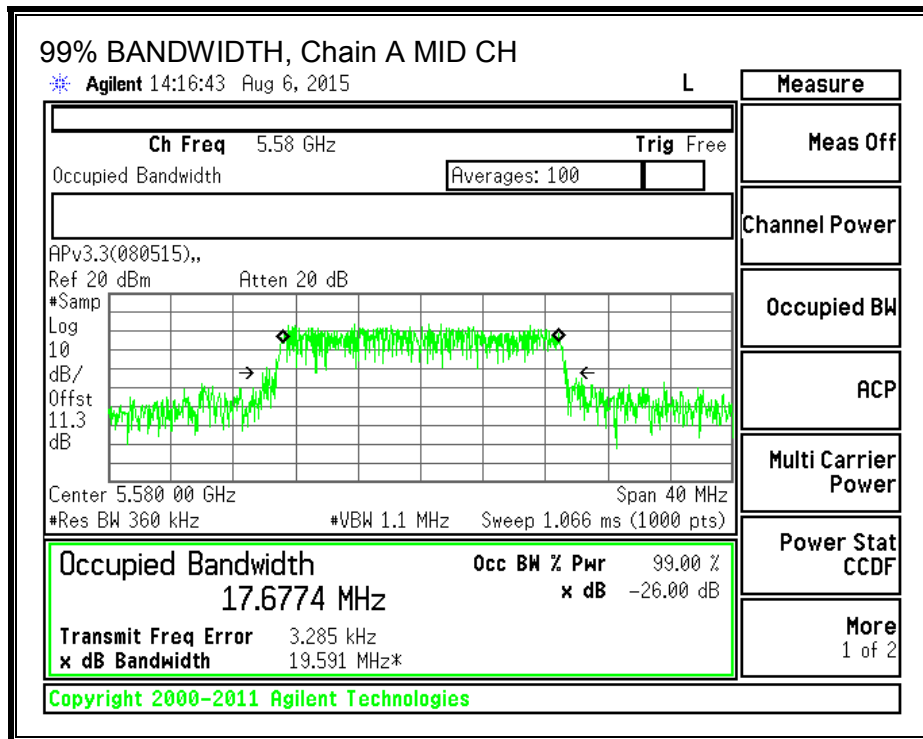 99% BANDWIDTH, Chain A MID CH
Agilent 14:16:43 Aug 6, 2015 L
Ch Freq 5.58 GHz Trig Free
Occupied Bandwidth Averages: 100
APv3.3(080515),,
Ref 20 dBm Atten 20 dB
#Samp
Log
10
dB/
Offst
11.3
dB
Center 5.580 00 GHz Span 40 MHz
#Res BW 360 kHz #VBW 1.1 MHz Sweep 1.066 ms (1000 pts)
Occupied Bandwidth Occ BW % Pwr 99.00 %
17.6774 MHz x dB -26.00 dB
Transmit Freq Error 3.285 kHz
x dB Bandwidth 19.591 MHz*
Copyright 2000-2011 Agilent Technologies
Measure
Meas Off
Channel Power
Occupied BW
ACP
Multi Carrier
Power
Power Stat
CCDF
More
1 of 2